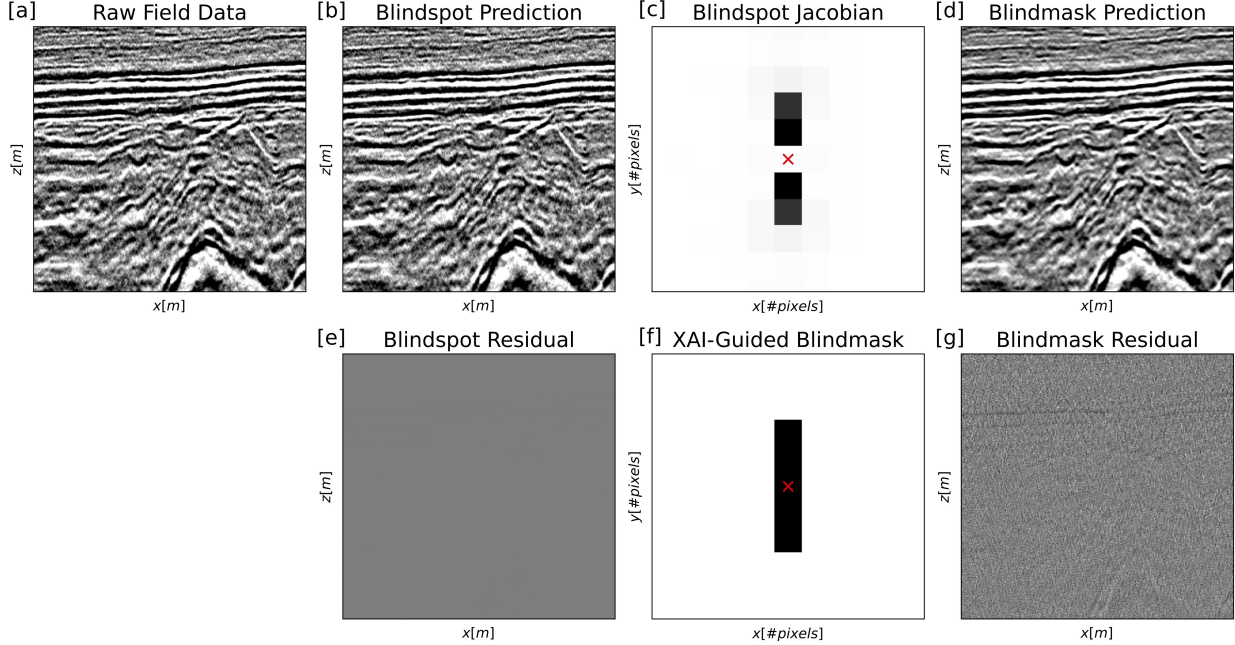 [a] Raw Field Data
[b] Blindspot Prediction
[c] Blindspot Jacobian
[d] Blindmask Prediction
z[m]
x[m]
z[m]
x[m]
y[#pixels]
x[#pixels]
z[m]
x[m]
[e] Blindspot Residual
[f] XAI-Guided Blindmask
[g] Blindmask Residual
z[m]
x[m]
y[#pixels]
x[#pixels]
z[m]
x[m]